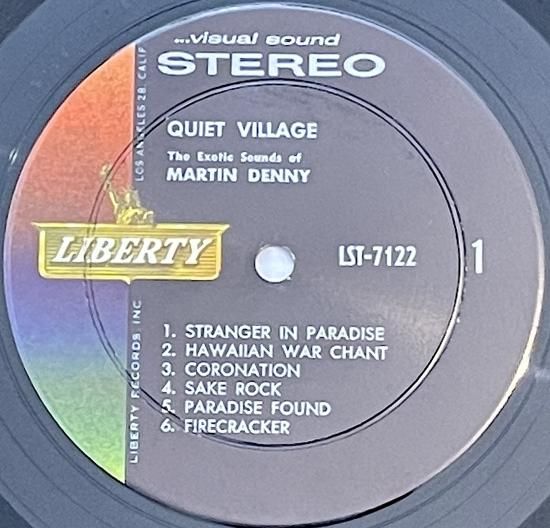 ...visual sound
STEREO
LOS ANGELES 28, CALIF
QUIET VILLAGE
The Exotic Sounds of
MARTIN DENNY
LIBERTY
LST-7122
1
LIBERTY RECORDS INC.
1. STRANGER IN PARADISE
2. HAWAIIAN WAR CHANT
3. CORONATION
4. SAKE ROCK
5. PARADISE FOUND
6. FIRECRACKER